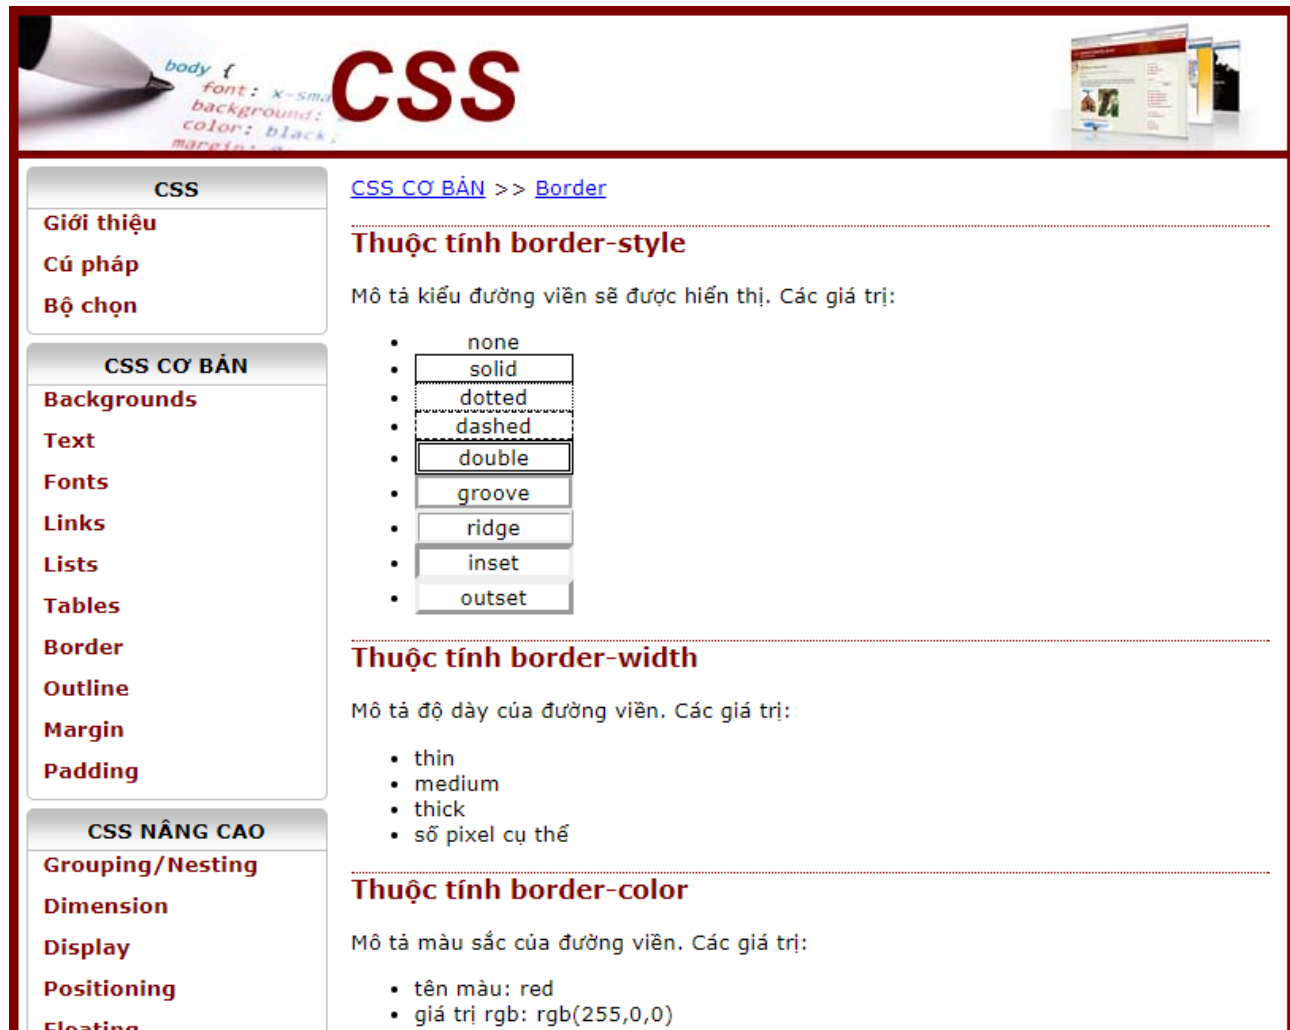 body {
font: x-sma
background:
color: black;
CSS
CSS
Giới thiệu
Cú pháp
Bộ chọn
CSS CƠ BẢN
Backgrounds
Text
Fonts
Links
Lists
Tables
Border
Outline
Margin
Padding
CSS NÂNG CAO
Grouping/Nesting
Dimension
Display
Positioning
Floating
CSS CƠ BẢN >> Border
Thuộc tính border-style
Mô tả kiểu đường viền sẽ được hiển thị. Các giá trị:
• none
• solid
• dotted
• dashed
• double
• groove
• ridge
• inset
• outset
Thuộc tính border-width
Mô tả độ dày của đường viền. Các giá trị:
• thin
• medium
• thick
• số pixel cụ thể
Thuộc tính border-color
Mô tả màu sắc của đường viền. Các giá trị:
• tên màu: red
• giá trị rgb: rgb(255,0,0)